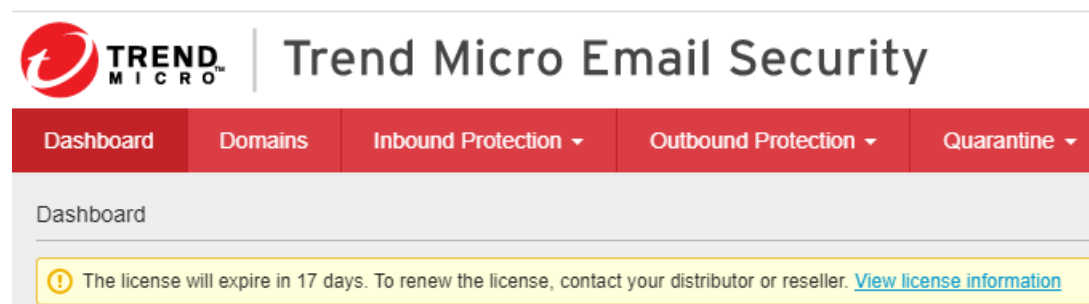 TREND MICRO™ Trend Micro Email Security
Dashboard Domains Inbound Protection Outbound Protection Quarantine
Dashboard
The license will expire in 17 days. To renew the license, contact your distributor or reseller. View license information